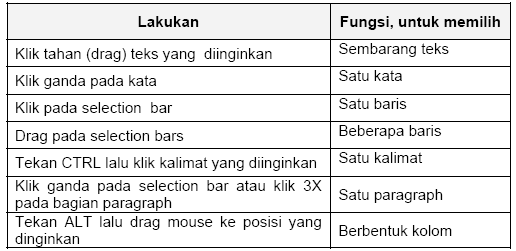 Lakukan Fungsi, untuk memilih
Klik tahan (drag) teks yang diinginkan Sembarang teks
Klik ganda pada kata Satu kata
Klik pada selection bar Satu baris
Drag pada selection bars Beberapa baris
Tekan CTRL lalu klik kalimat yang diinginkan Satu kalimat
Klik ganda pada selection bar atau klik 3X
pada bagian paragraph Satu paragraph
Tekan ALT lalu drag mouse ke posisi yang
dinginkan Berbentuk kolom